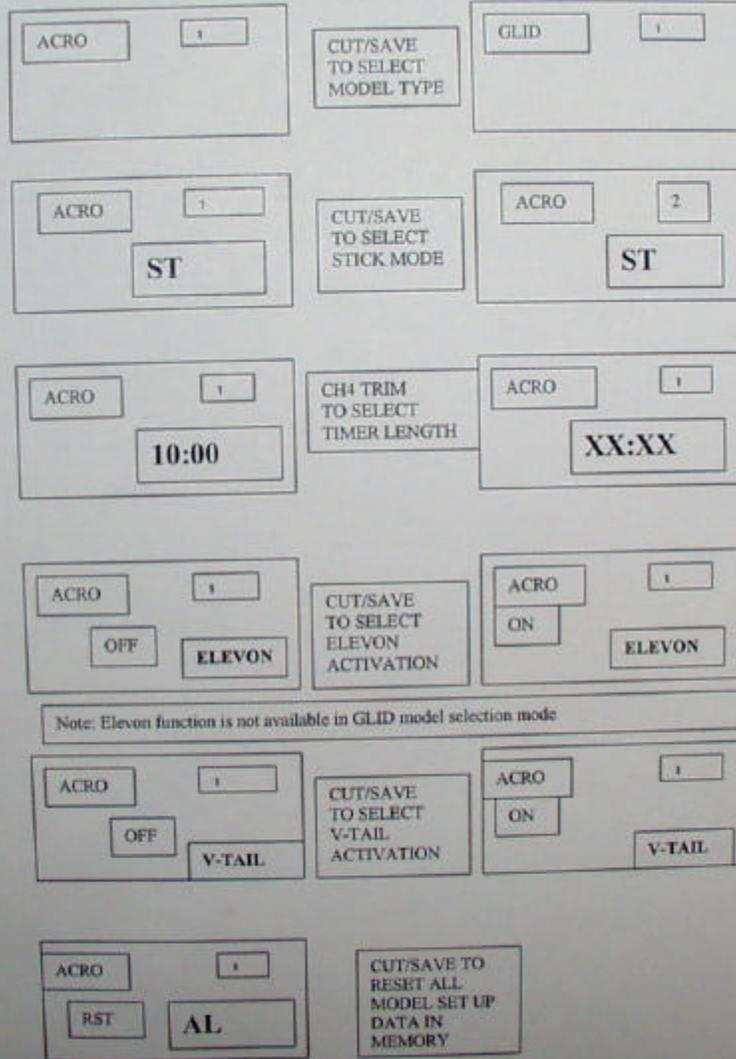 ACRO
1
CUT/SAVE
TO SELECT
MODEL TYPE
GLID
1
ACRO
1
ST
CUT/SAVE
TO SELECT
STICK MODE
ACRO
2
ST
ACRO
1
10:00
CH4 TRIM
TO SELECT
TIMER LENGTH
ACRO
1
XX:XX
ACRO
1
OFF
ELEVON
CUT/SAVE
TO SELECT
ELEVON
ACTIVATION
ACRO
1
ON
ELEVON
Note: Elevon function is not available in GLID model selection mode
ACRO
1
OFF
V-TAIL
CUT/SAVE
TO SELECT
V-TAIL
ACTIVATION
ACRO
1
ON
V-TAIL
ACRO
1
RST
AL
CUT/SAVE TO
RESET ALL
MODEL SET UP
DATA IN
MEMORY